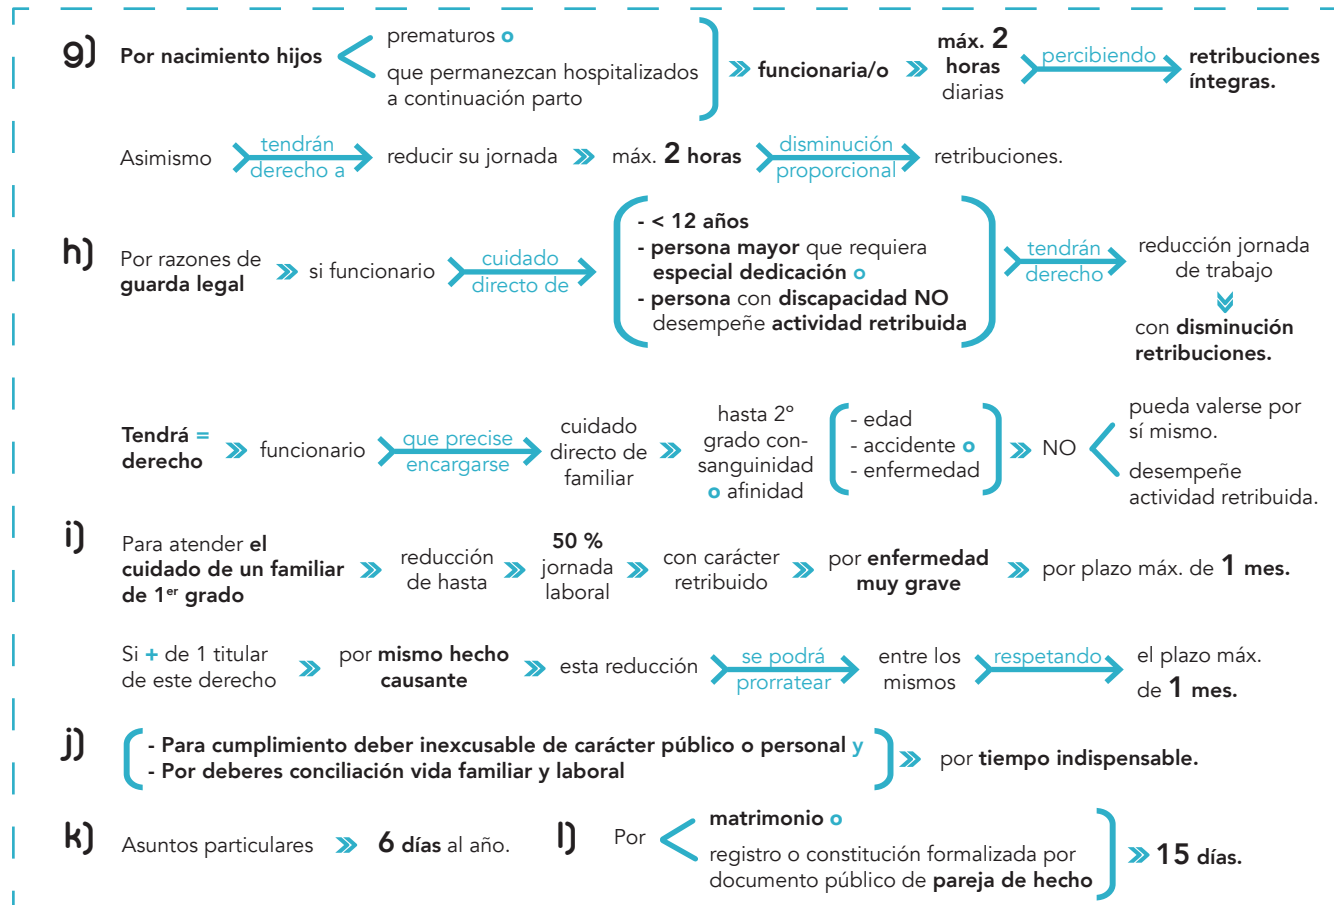 g) Por nacimiento hijos
prematuros o
que permanezcan hospitalizados
a continuación parto
funcionaria/o
máx. 2
horas
diarias
percibiendo
retribuciones
íntegras.
Asimismo
tendrán
derecho a
reducir su jornada
máx. 2 horas
disminución
proporcional
retribuciones.
h) Por razones de
guarda legal
si funcionario
cuidado
directo de
- < 12 años
- persona mayor que requiera
especial dedicación o
- persona con discapacidad NO
desempeñe actividad retribuida
tendrán
derecho
reducción jornada
de trabajo
con disminución
retribuciones.
Tendrá =
derecho
funcionario
que precise
encargarse
cuidado
directo de
familiar
hasta 2º
grado con-
sanguinidad
o afinidad
- edad
- accidente o
- enfermedad
NO
pueda valerse por
sí mismo.
desempeñe
actividad retribuida.
i) Para atender el
cuidado de un familiar
de 1er grado
reducción
de hasta
50 %
jornada
laboral
con carácter
retribuido
por enfermedad
muy grave
por plazo máx. de 1 mes.
Si + de 1 titular
de este derecho
por mismo hecho
causante
esta reducción
se podrá
prorratear
entre los
mismos
respetando
el plazo máx.
de 1 mes.
j) - Para cumplimiento deber inexcusable de carácter público o personal y
- Por deberes conciliación vida familiar y laboral
por tiempo indispensable.
k) Asuntos particulares
6 días al año.
l) Por
matrimonio o
registro o constitución formalizada por
documento público de pareja de hecho
15 días.